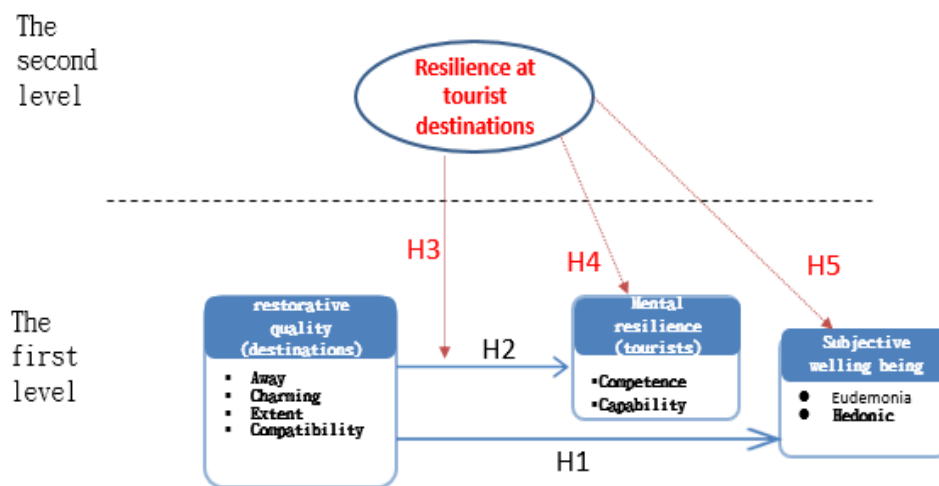 The
second
level
Resilience at
tourist
destinations
H3
H4
H5
The
first
level
restorative
quality
(destinations)
▪ Away
▪ Charming
▪ Extent
▪ Compatibility
H2
Mental
resilience
(tourists)
▪Competence
▪Capability
Subjective
welling being
● Eudemonia
● Hedonic
H1